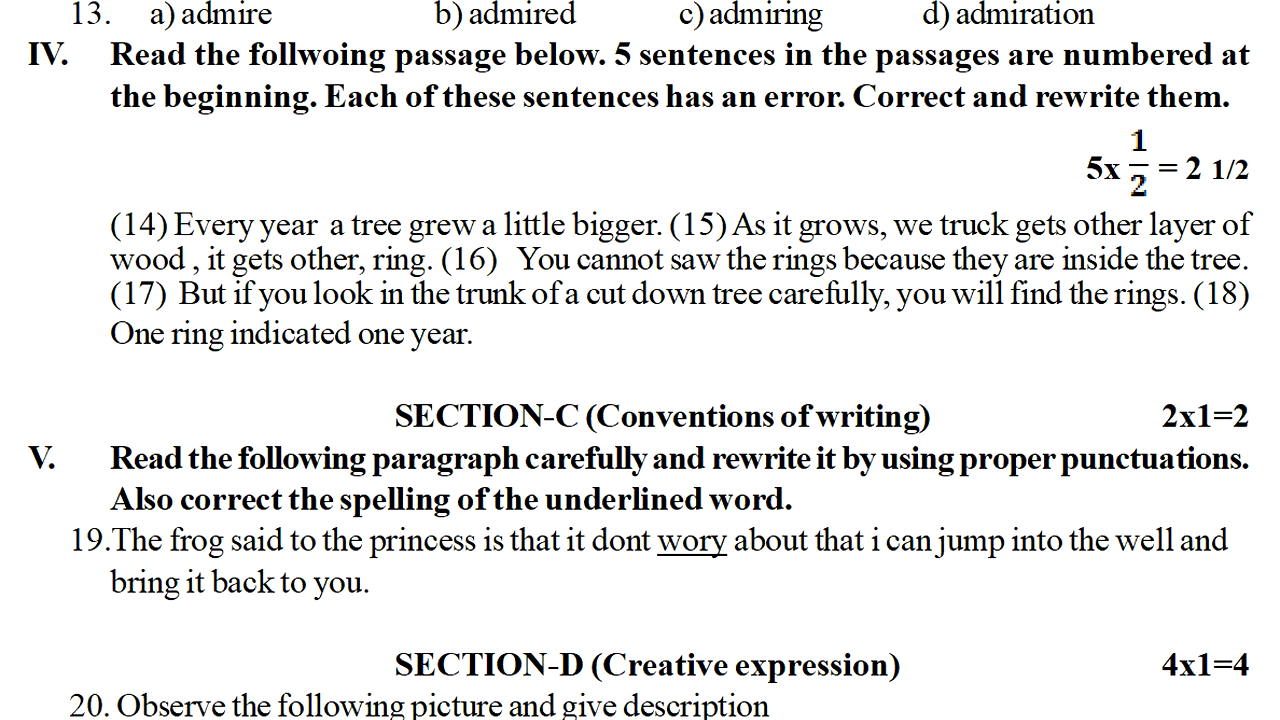 13. a) admire b) admired c) admiring d) admiration
IV. Read the follwoing passage below. 5 sentences in the passages are numbered at
the beginning. Each of these sentences has an error. Correct and rewrite them.
5x 1/2 = 2 1/2
(14) Every year a tree grew a little bigger. (15) As it grows, we truck gets other layer of
wood , it gets other, ring. (16) You cannot saw the rings because they are inside the tree.
(17) But if you look in the trunk of a cut down tree carefully, you will find the rings. (18)
One ring indicated one year.
SECTION-C (Conventions of writing) 2x1=2
V. Read the following paragraph carefully and rewrite it by using proper punctuations.
Also correct the spelling of the underlined word.
19.The frog said to the princess is that it dont wory about that i can jump into the well and
bring it back to you.
SECTION-D (Creative expression) 4x1=4
20. Observe the following picture and give description